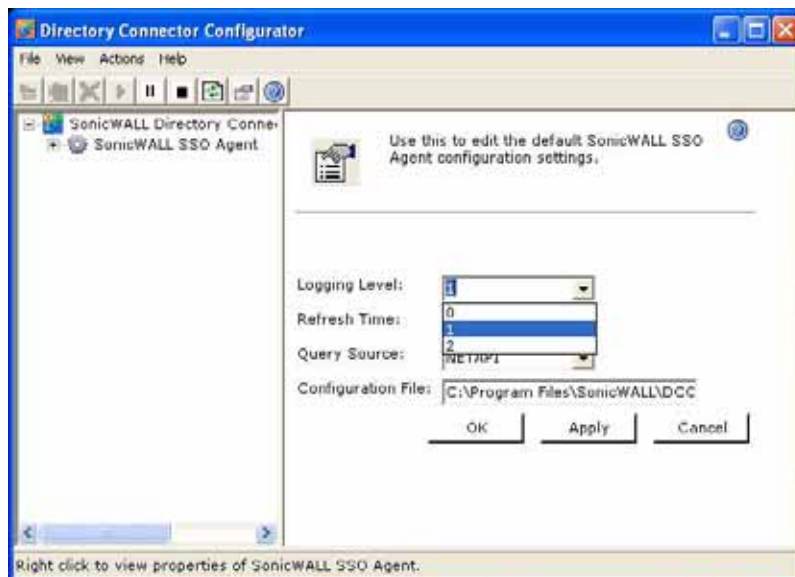 Directory Connector Configurator
File View Actions Help
SonicWALL Directory Conne
SonicWALL SSO Agent
Use this to edit the default SonicWALL SSO
Agent configuration settings.
Logging Level: 1
0
1
2
Refresh Time:
Query Source: NETAPI
Configuration File: C:\Program Files\SonicWALL\DCC
OK Apply Cancel
Right click to view properties of SonicWALL SSO Agent.